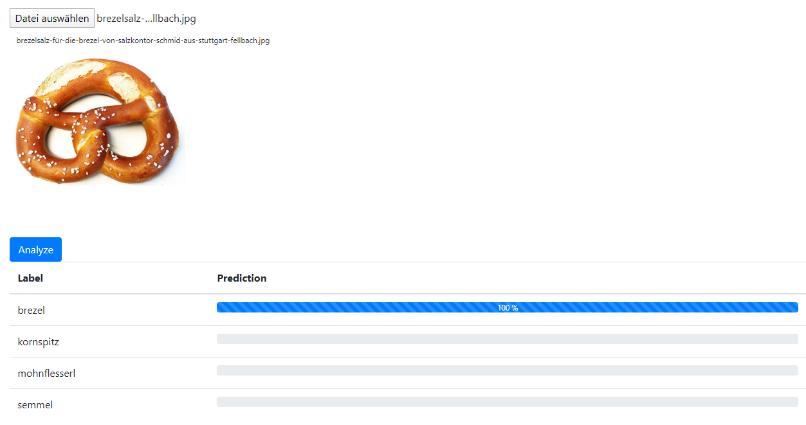 Datei auswählen brezelsalz-...llbach.jpg
brezelsalz-für-die-brezel-von-salzkontor-schmid-aus-stuttgart-fellbach.jpg
Analyze
Label Prediction
brezel 100 %
kornspitz
mohnflesserl
semmel